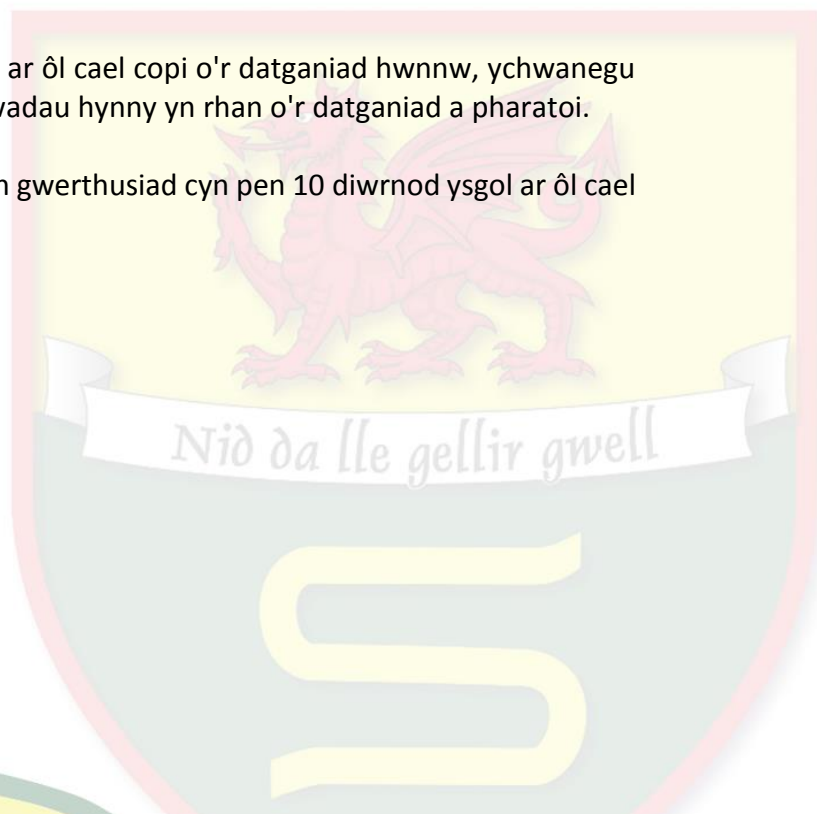 ar ôl cael copi o'r datganiad hwnnw, ychwanegu
hynny yn rhan o'r datganiad a pharatoi.
gwerthusiad cyn pen 10 diwrnod ysgol ar ôl cael
Nid da lle gellir gwell